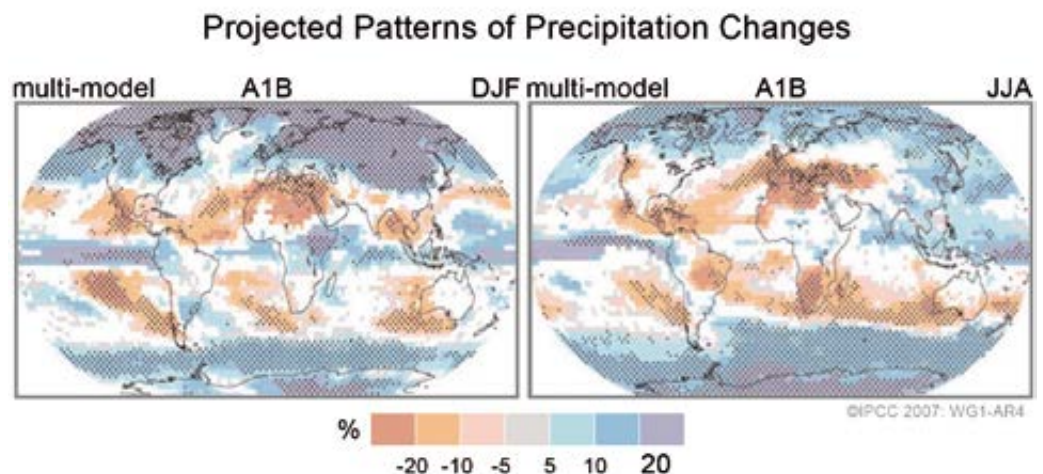 Projected Patterns of Precipitation Changes
multi-model A1B DJF multi-model A1B JJA
©IPCC 2007: WG1-AR4
%
-20 -10 -5 5 10 20